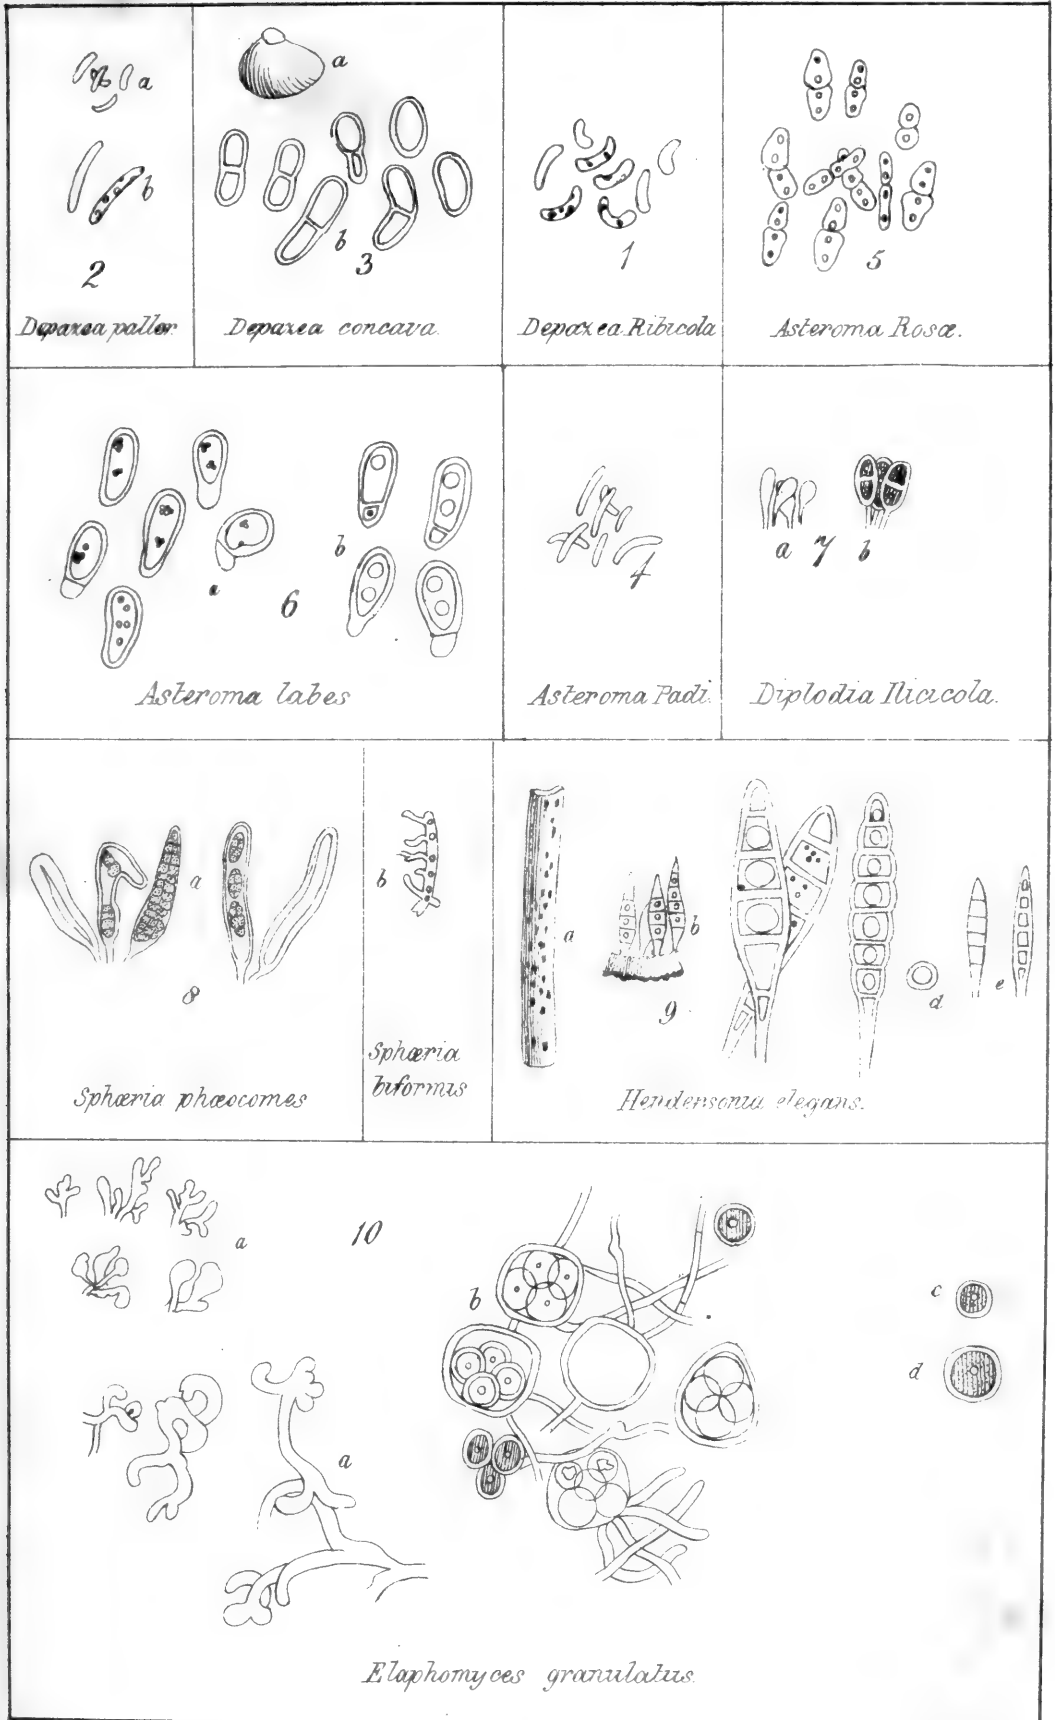 a
b
2
Depazea pallor.
a
b
3
Depazea concava.
1
Depazea Ribicola
5
Asteroma Rosæ.
a
b
6
Asteroma labes
4
Asteroma Padi.
a 7 b
Diplodia Ilicicola.
a
8
Sphæria phæocomes
b
Sphæria
biformis
a
b
9
d
e
Hendersonia elegans.
a
10
b
c
d
a
Elaphomyces granulatus.